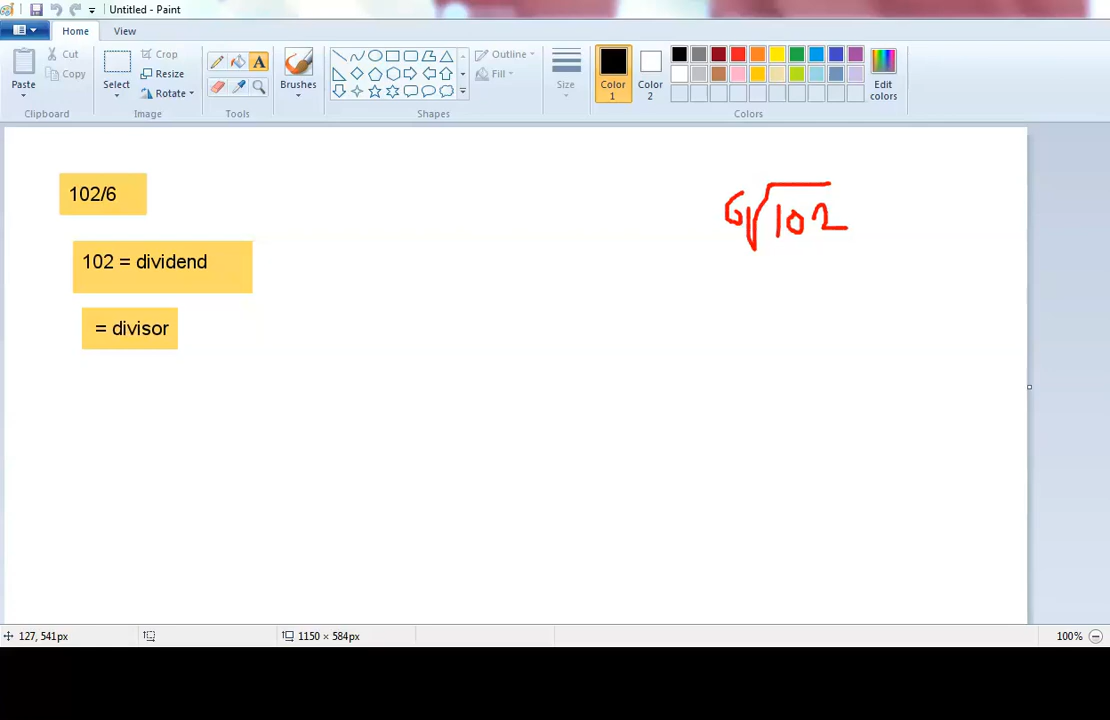 Untitled - Paint
Home
View
Paste
Cut
Copy
Clipboard
Select
Crop
Resize
Rotate
Image
Tools
Brushes
Shapes
Outline
Fill
Size
Color 1
Color 2
Colors
Edit colors
102/6
102 = dividend
= divisor
6√102
127, 541px
1150 × 584px
100%